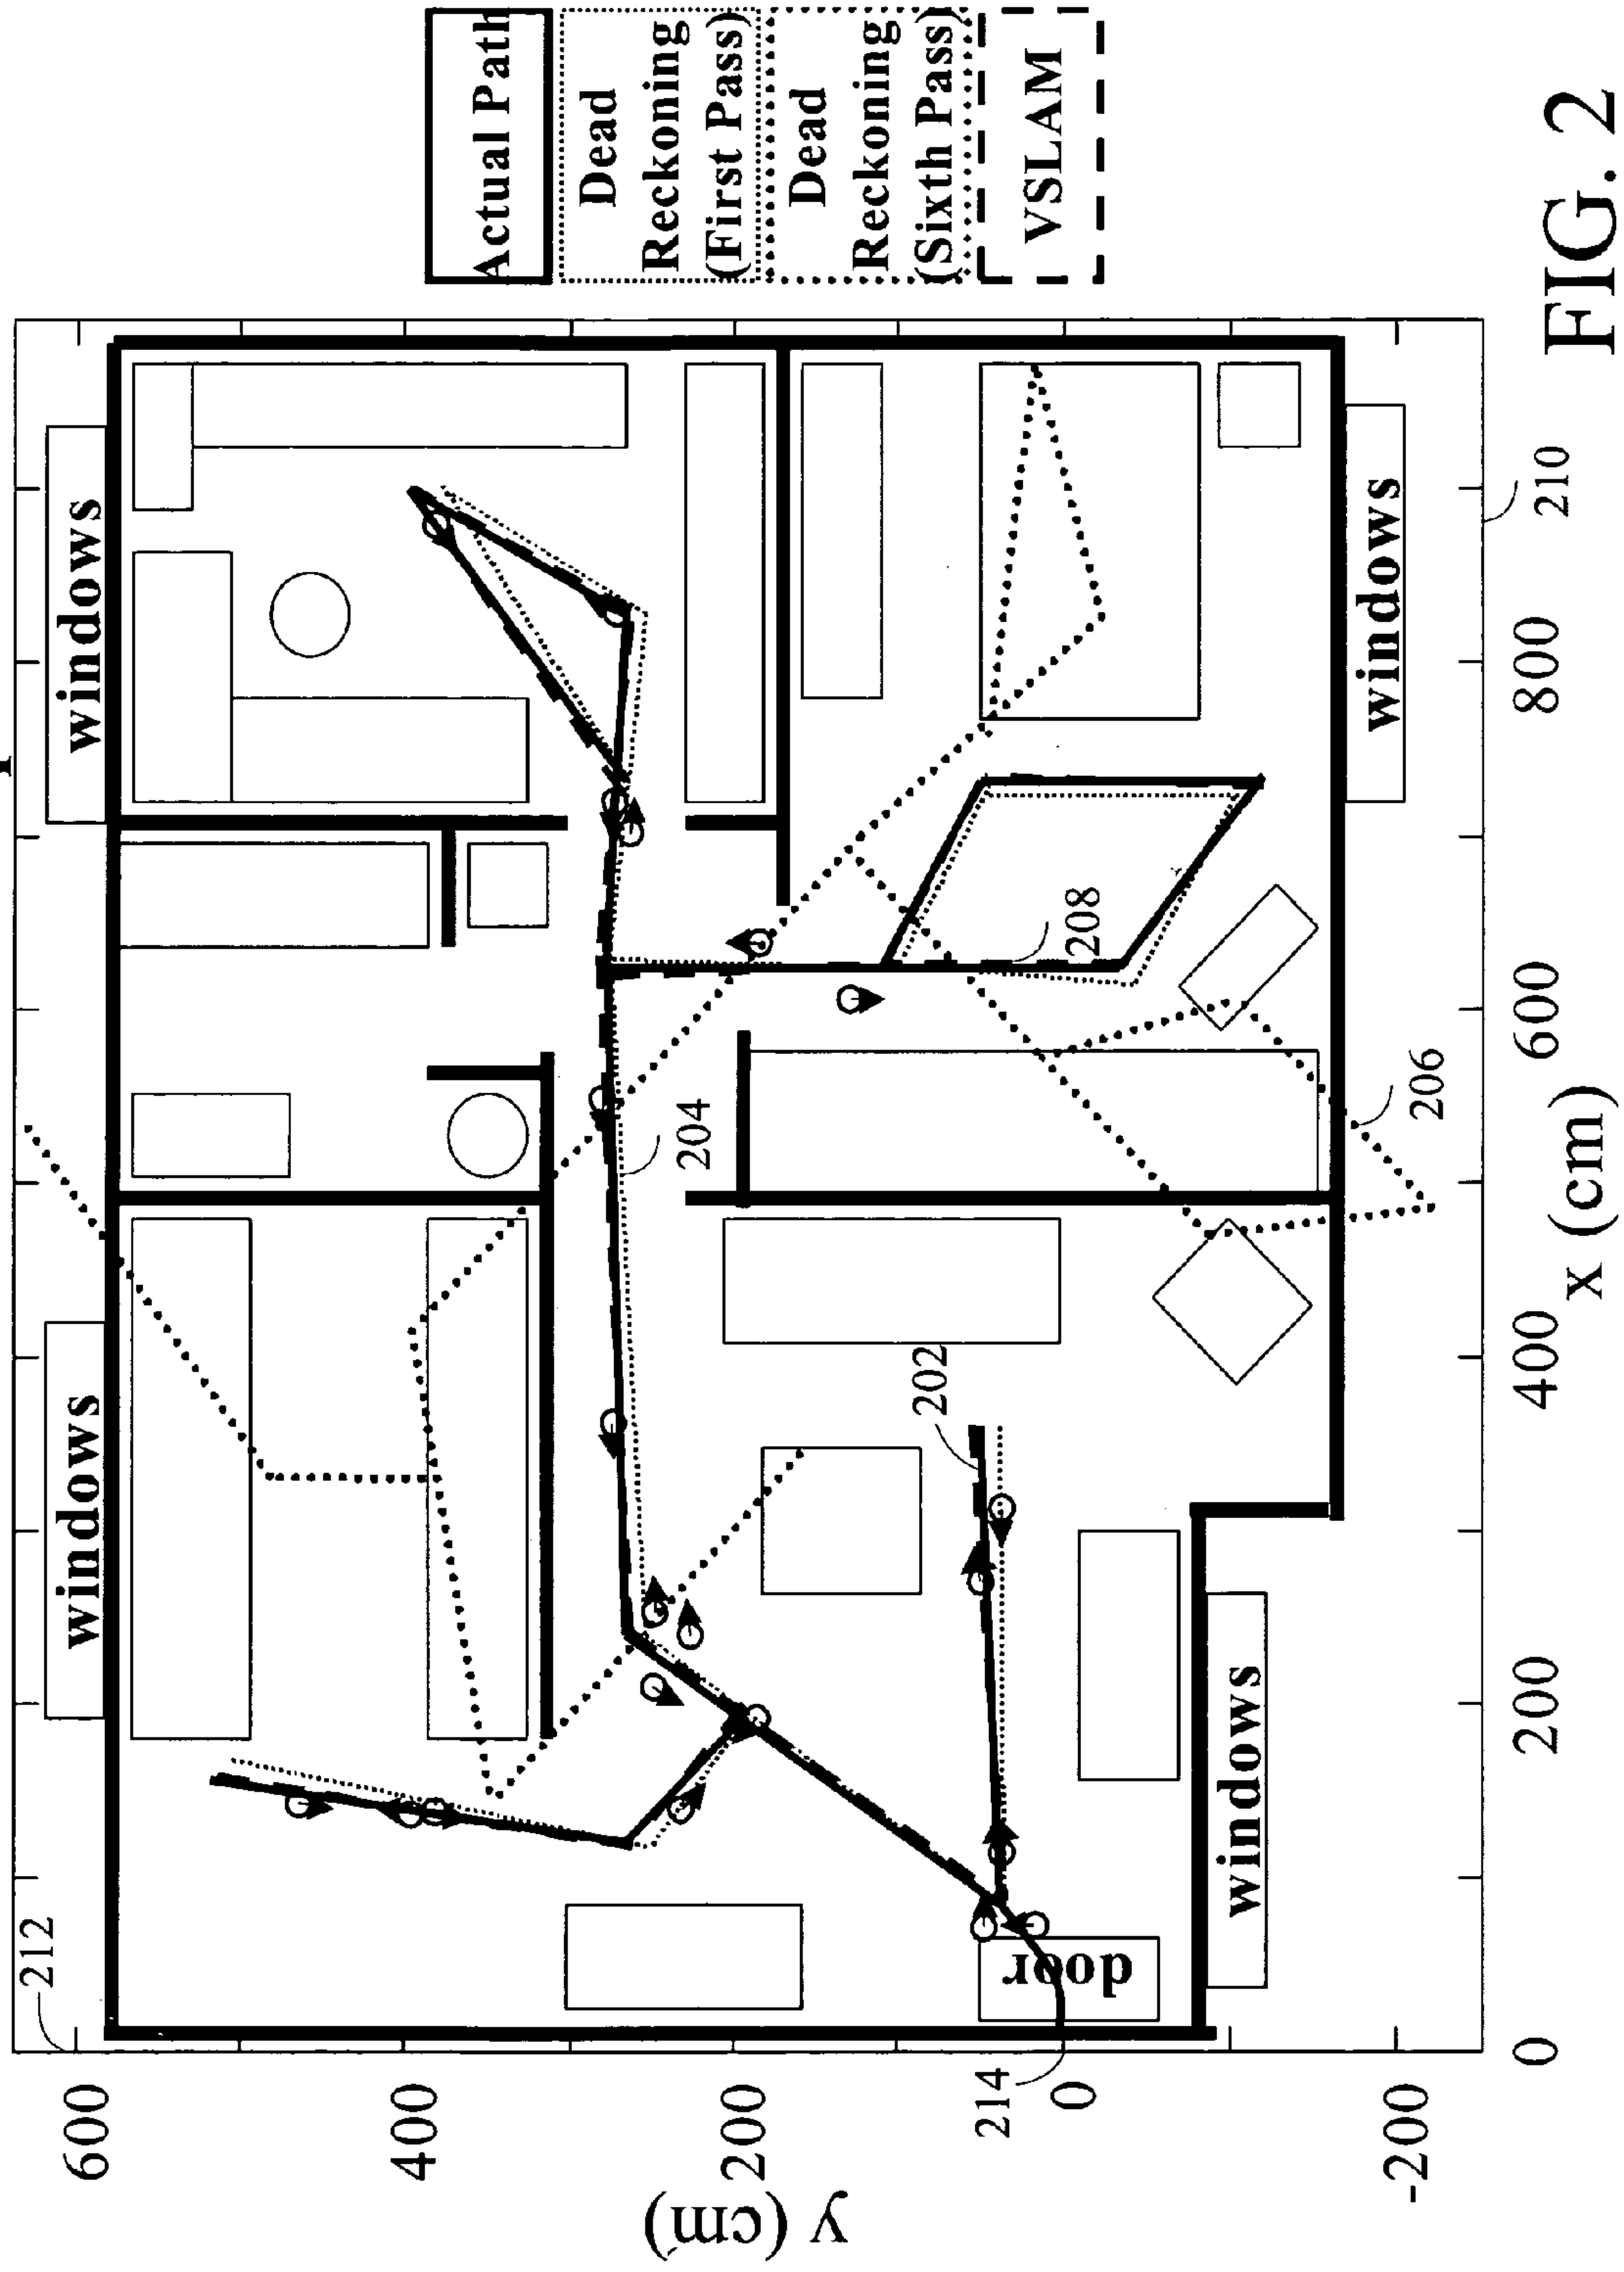 Actual Path
Dead
Reckoning
(First Pass)
Dead
Reckoning
(Sixth Pass)
VSLAM
windows
windows
212
600
400
200
0
-200
y (cm)
204
208
202
206
door
214
windows
windows
210
0
200
400
600
800
x (cm)
FIG. 2